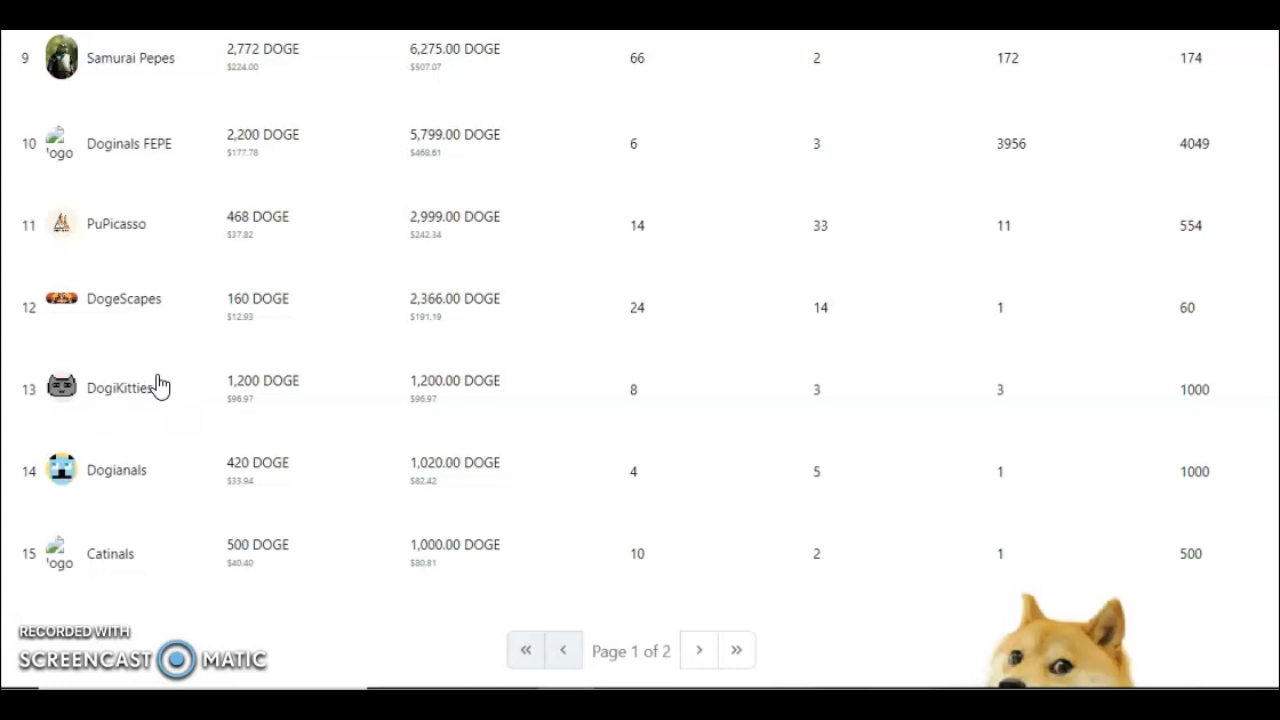 9 Samurai Pepes 2,772 DOGE 6,275.00 DOGE 66 2 172 174
$224.00 $507.07
10 'ogo Doginals FEPE 2,200 DOGE 5,799.00 DOGE 6 3 3956 4049
$177.78 $468.61
11 PuPicasso 468 DOGE 2,999.00 DOGE 14 33 11 554
$37.82 $242.34
12 DogeScapes 160 DOGE 2,366.00 DOGE 24 14 1 60
$12.93 $191.19
13 DogiKitties 1,200 DOGE 1,200.00 DOGE 8 3 3 1000
$96.97 $96.97
14 Dogianals 420 DOGE 1,020.00 DOGE 4 5 1 1000
$33.94 $82.42
15 'ogo Catinals 500 DOGE 1,000.00 DOGE 10 2 1 500
$40.40 $80.81
« ‹ Page 1 of 2 › »
RECORDED WITH
SCREENCAST MATIC